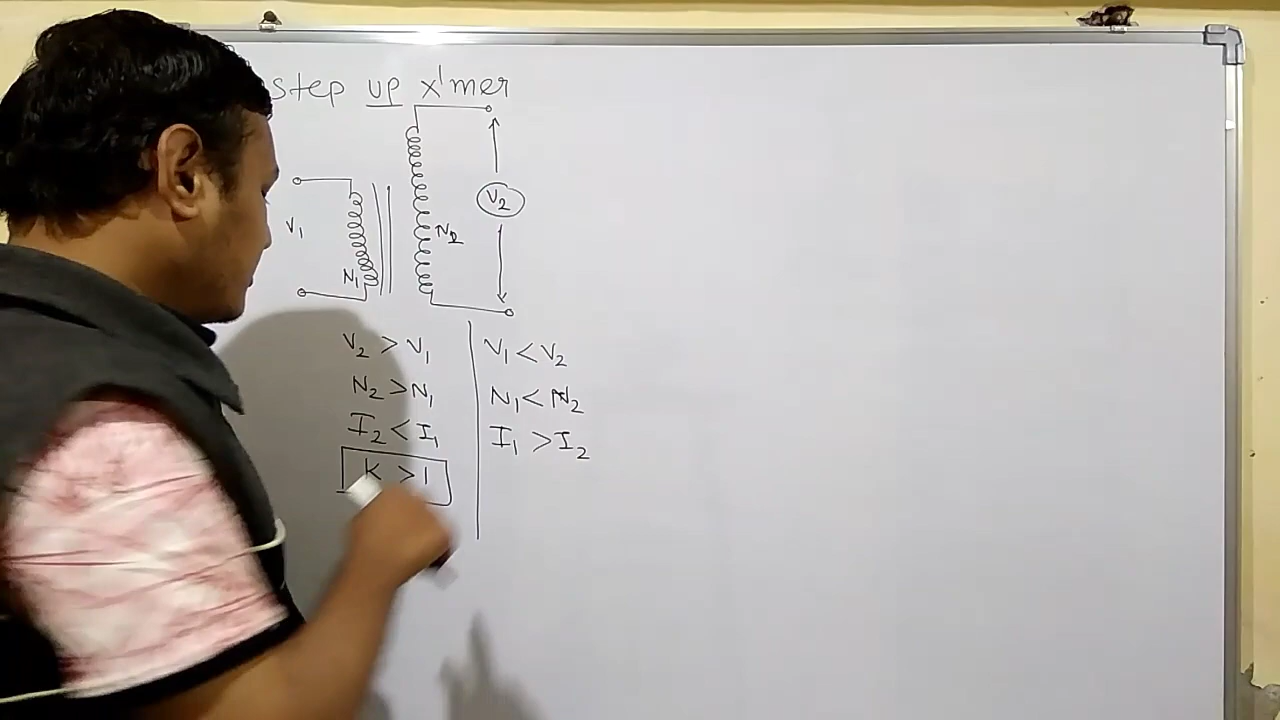 step up x'mer
V₁
N₁
N₂
V₂
V₂ > V₁
N₂ > N₁
I₂ < I₁
K > 1
V₁ < V₂
N₁ < N₂
I₁ > I₂